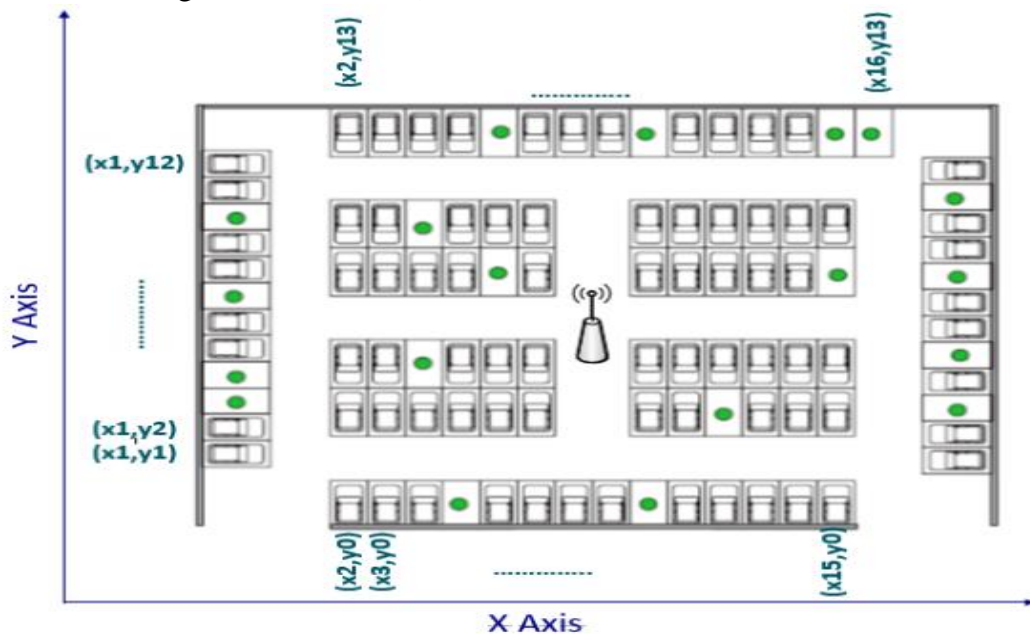 (x2,y13)
(x16,y13)
(x1,y12)
Y Axis
(x1,y2)
(x1,y1)
(x2,y0)
(x3,y0)
(x15,y0)
X Axis